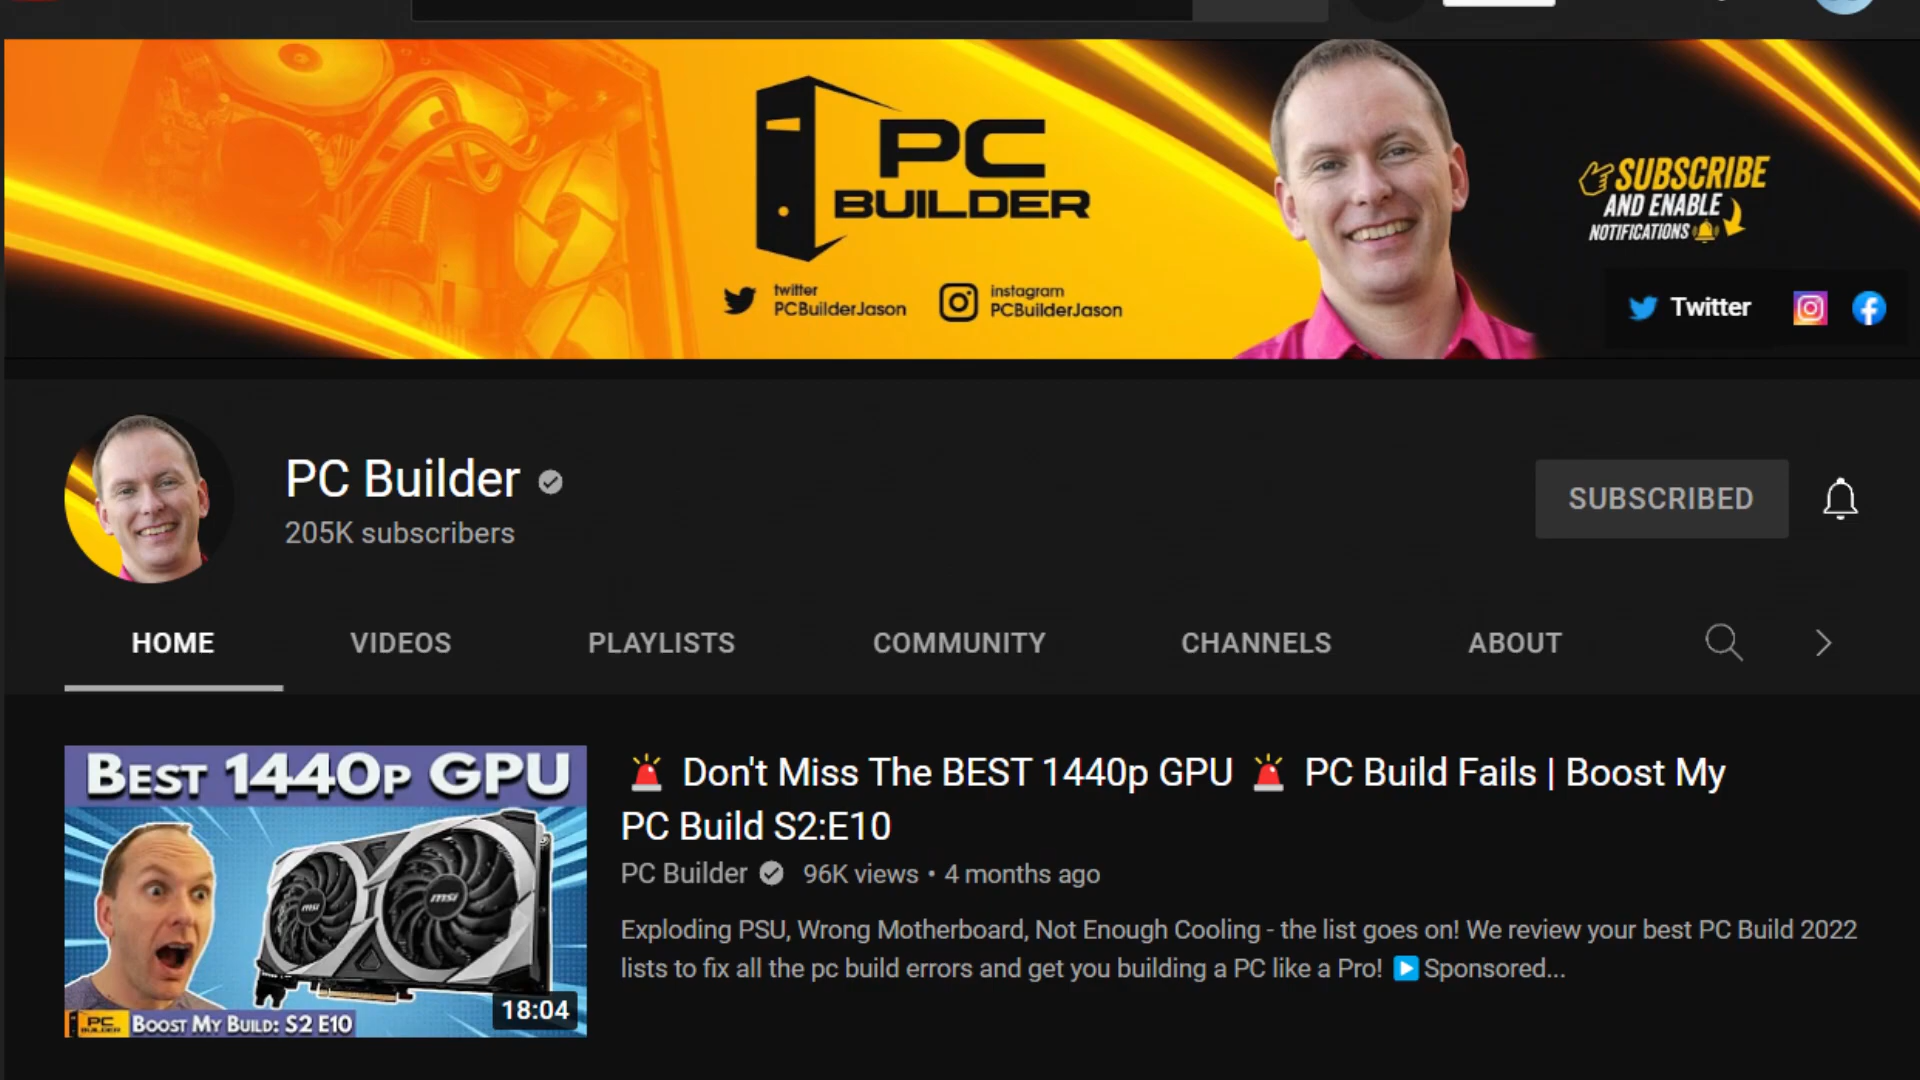 PC
BUILDER
twitter
PCBuilderJason
instagram
PCBuilderJason
SUBSCRIBE
AND ENABLE
NOTIFICATIONS
Twitter
PC Builder
205K subscribers
SUBSCRIBED
HOME VIDEOS PLAYLISTS COMMUNITY CHANNELS ABOUT
BEST 1440P GPU
msi
msi
PC
BUILDER
BOOST MY BUILD: S2 E10
18:04
🚨 Don't Miss The BEST 1440p GPU 🚨 PC Build Fails | Boost My
PC Build S2:E10
PC Builder 96K views • 4 months ago
Exploding PSU, Wrong Motherboard, Not Enough Cooling - the list goes on! We review your best PC Build 2022
lists to fix all the pc build errors and get you building a PC like a Pro! ▶️ Sponsored...